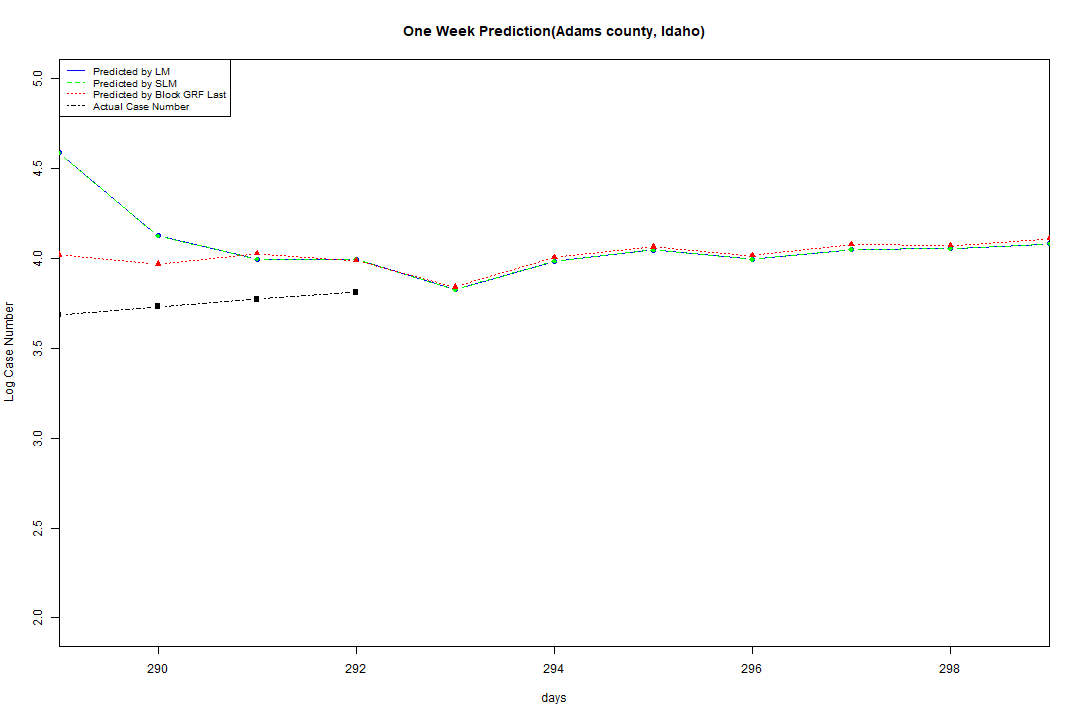 One Week Prediction(Adams county, Idaho)
Predicted by LM
Predicted by SLM
Predicted by Block GRF Last
Actual Case Number
5.0
4.5
4.0
3.5
3.0
2.5
2.0
Log Case Number
290 292 294 296 298
days